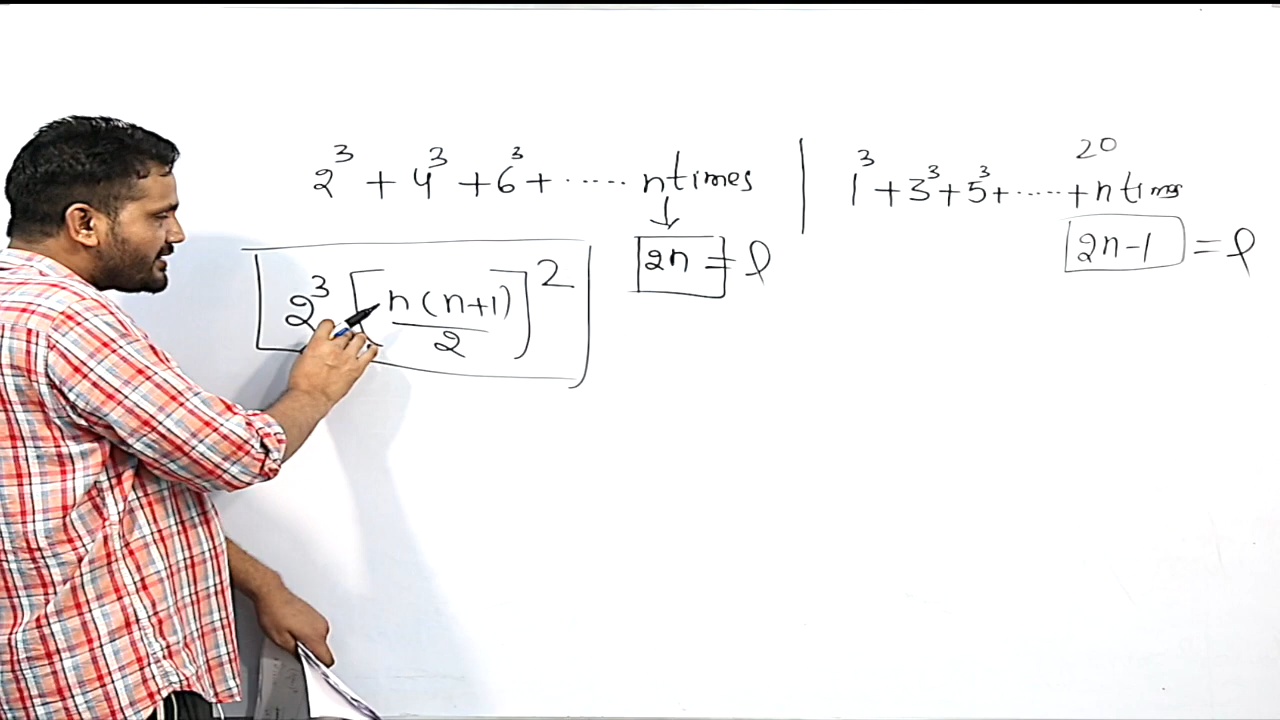 2³ + 4³ + 6³ + ..... n times
↓
2n = l
2³ [n(n+1)/2]²
20
1³ + 3³ + 5³ + ..... + n times
2n-1 = l